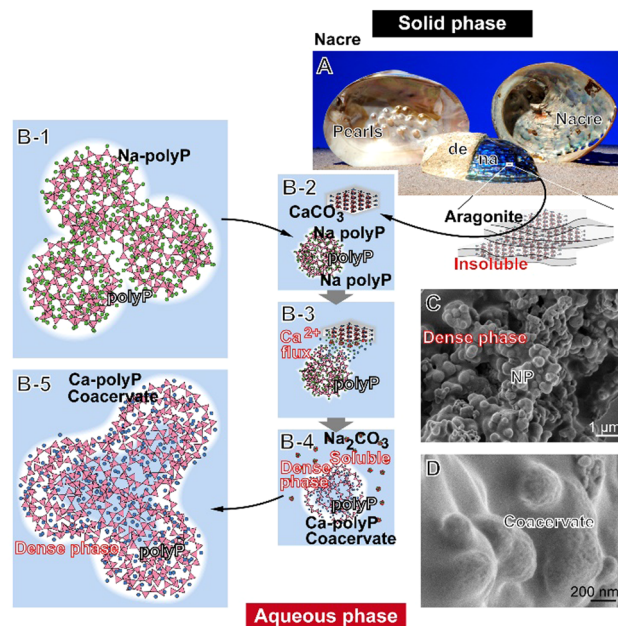 Solid phase
Nacre
A
Pearls
Nacre
de
na
B-1
Na-polyP
polyP
B-2
CaCO3
Na polyP
polyP
Na polyP
Aragonite
Insoluble
B-3
Ca2+
flux
polyP
C
Dense phase
NP
1 µm
B-5
Ca-polyP
Coacervate
Dense phase
polyP
B-4
Na2CO3
Soluble
Dense
phase
polyP
Ca-polyP
Coacervate
D
Coacervate
200 nm
Aqueous phase